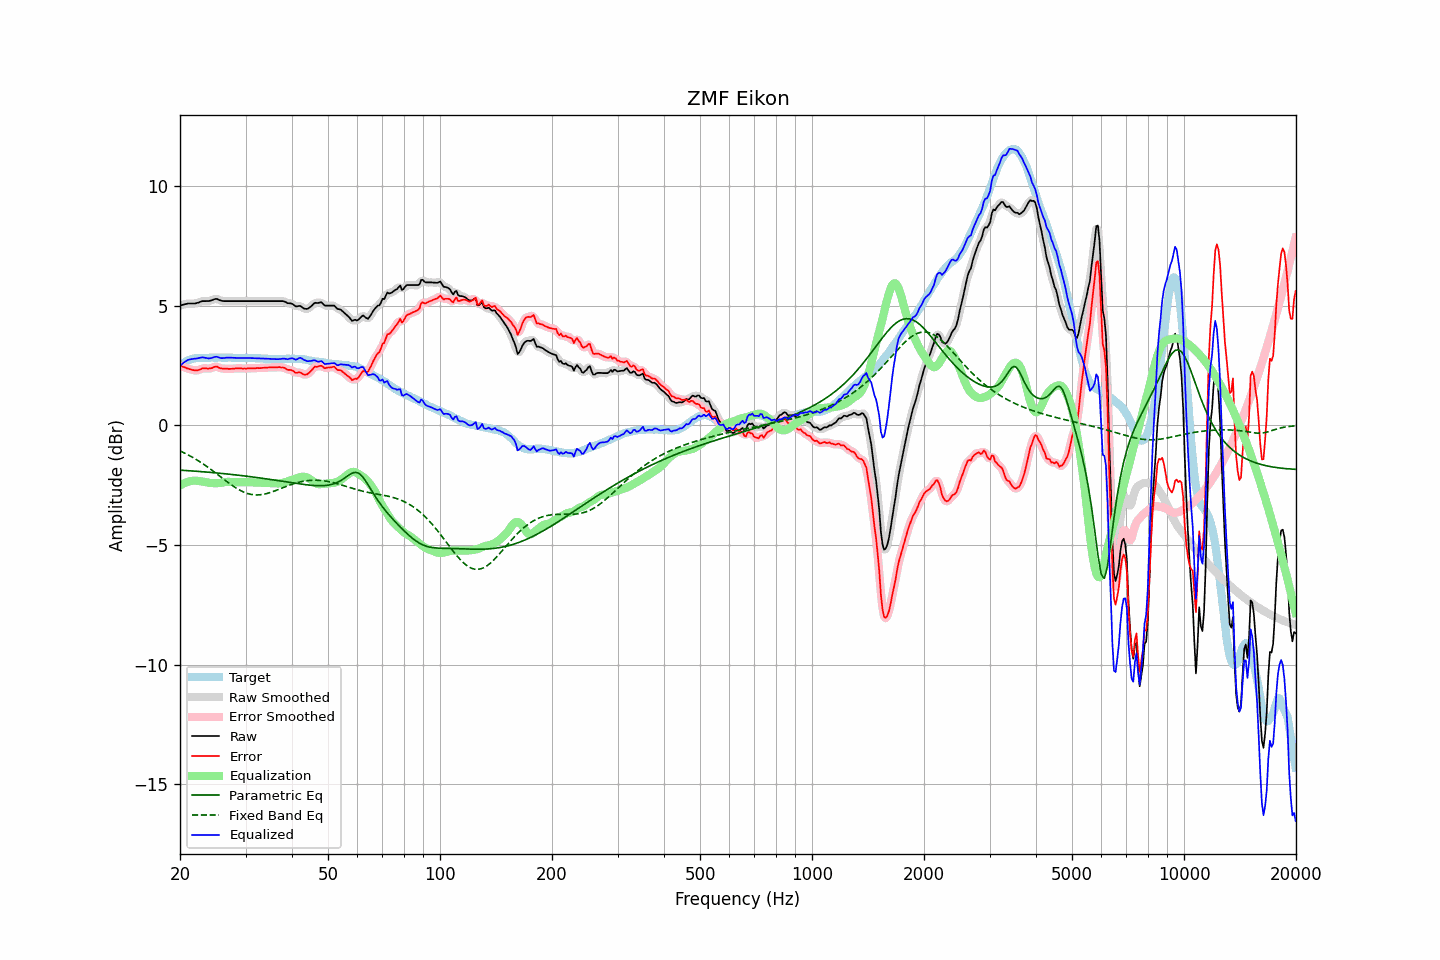 ZMF Eikon
Amplitude (dBr)
10
5
0
−5
−10
−15
Target
Raw Smoothed
Error Smoothed
Raw
Error
Equalization
Parametric Eq
Fixed Band Eq
Equalized
20 50 100 200 500 1000 2000 5000 10000 20000
Frequency (Hz)